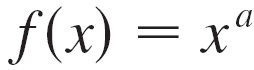 f(x) = x^a